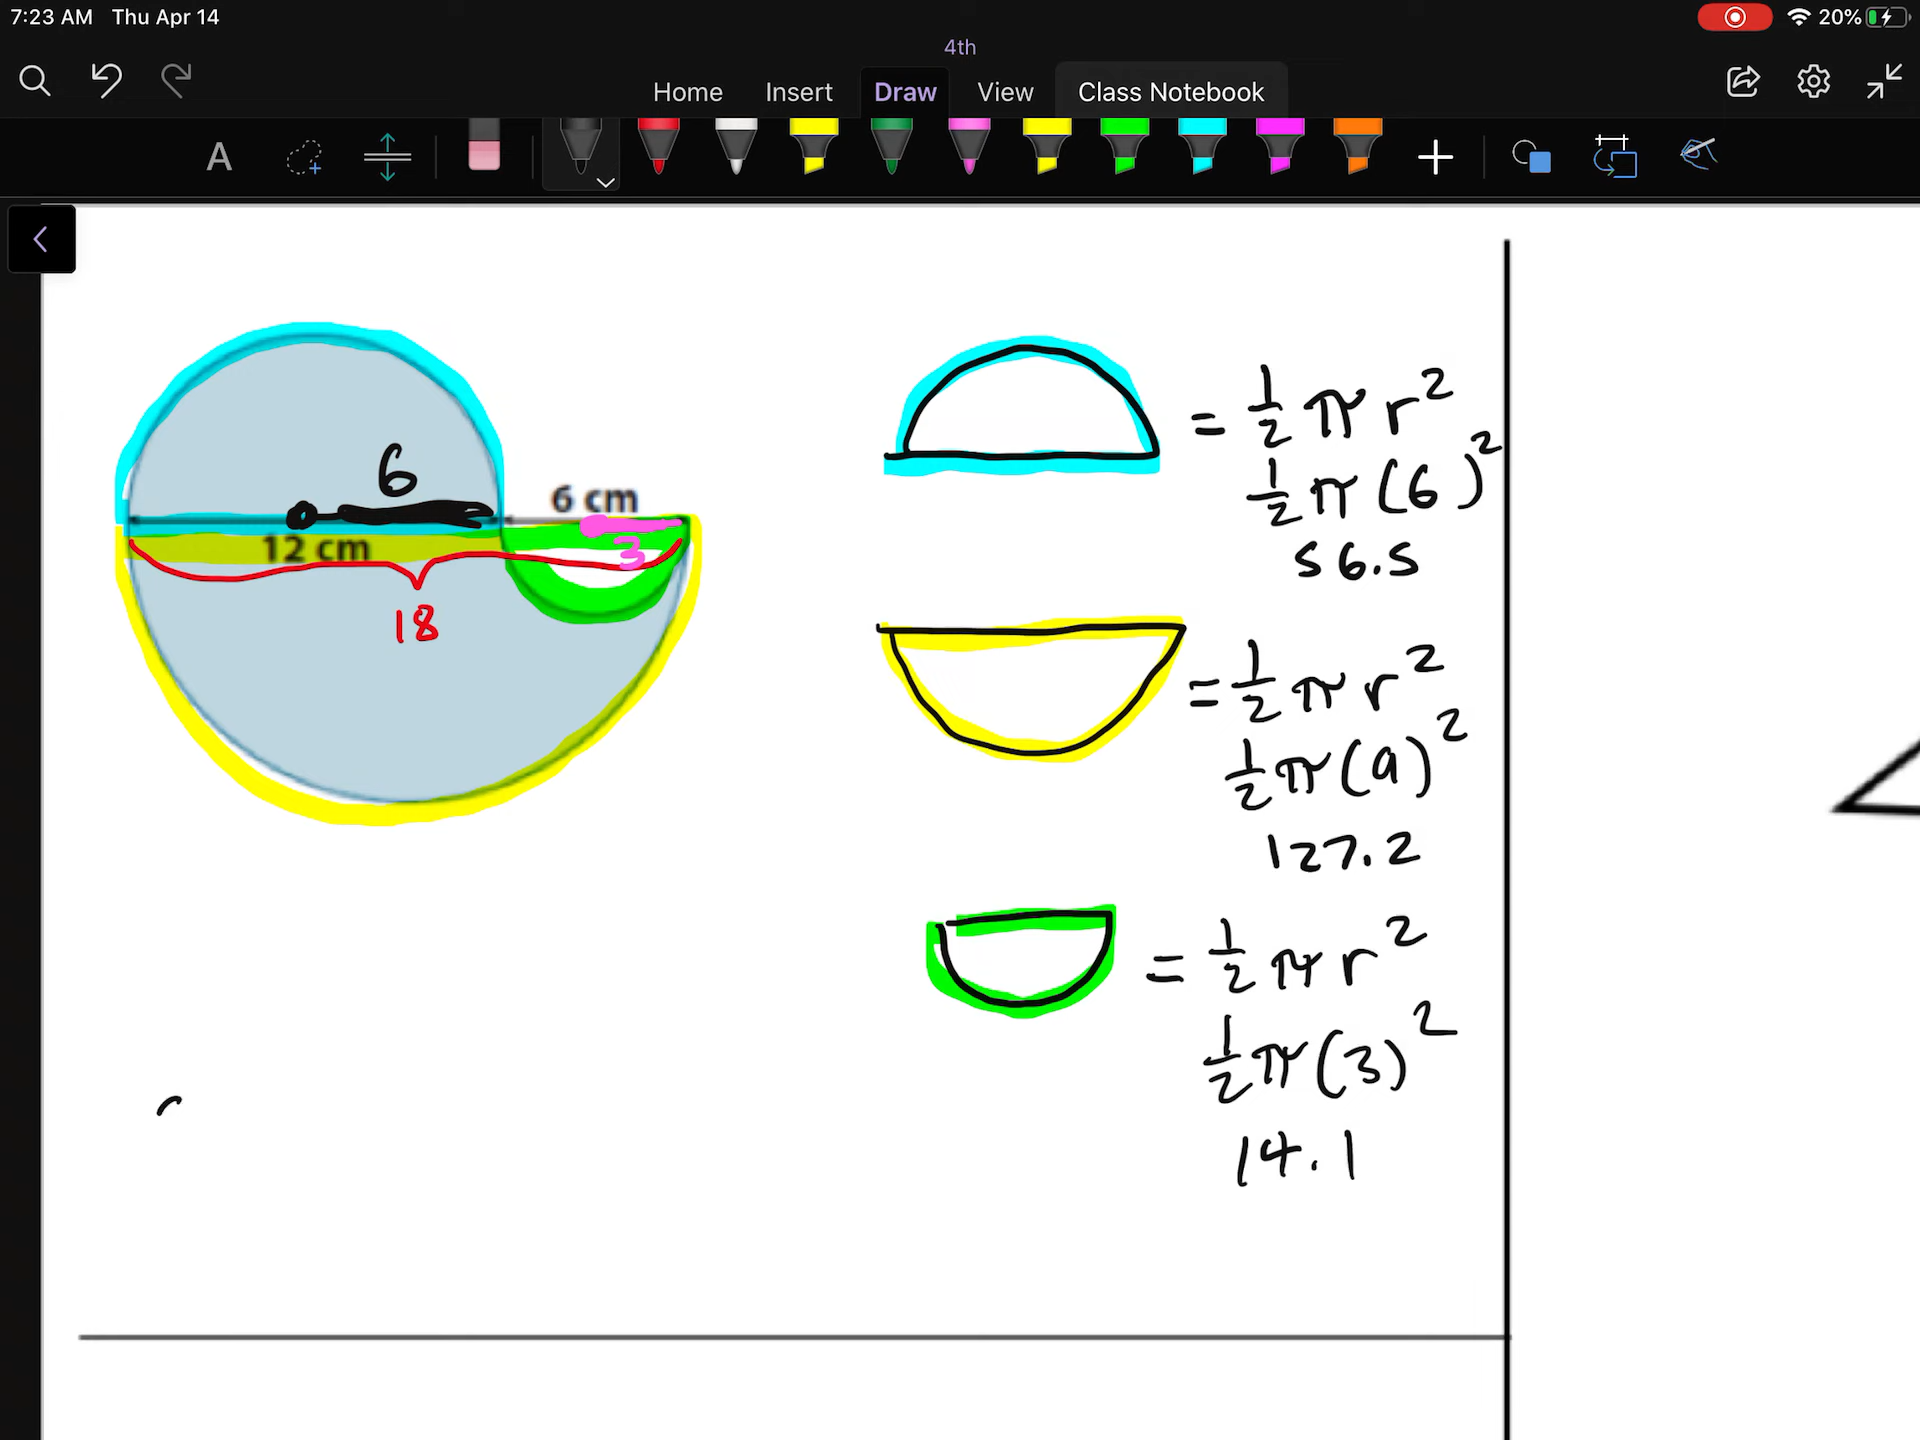 7:23 AM Thu Apr 14
20%
4th
Home Insert Draw View Class Notebook
A
6
6 cm
12 cm
3
18
= 1/2 π r²
1/2 π (6)²
56.5
= 1/2 π r²
1/2 π (9)²
127.2
= 1/2 π r²
1/2 π (3)²
14.1